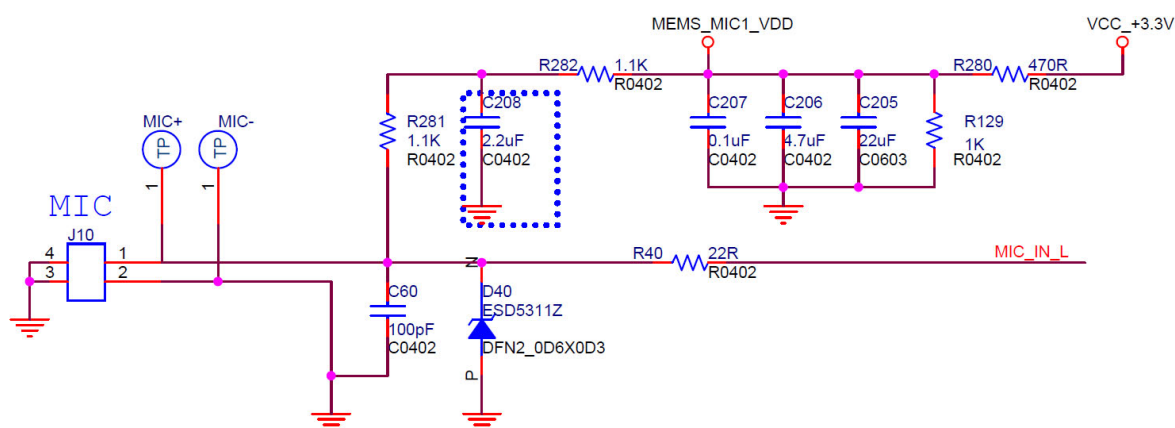 MEMS_MIC1_VDD
VCC_+3.3V
R282
1.1K
R0402
R280
470R
R0402
C208
2.2uF
C0402
R281
1.1K
R0402
C207
0.1uF
C0402
C206
4.7uF
C0402
C205
22uF
C0603
R129
1K
R0402
MIC+
MIC-
TP
TP
1
1
MIC
J10
4
3
1
2
R40
22R
R0402
MIC_IN_L
N
C60
100pF
C0402
D40
ESD5311Z
DFN2_0D6X0D3
P